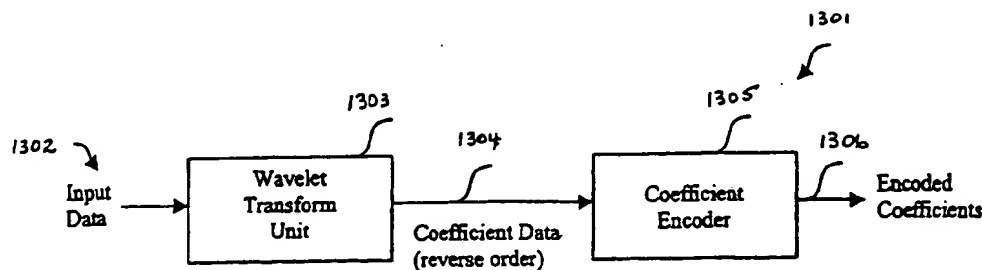 1301
1303
1305
1304
1306
1302
Input
Data
Wavelet
Transform
Unit
Coefficient Data
(reverse order)
Coefficient
Encoder
Encoded
Coefficients